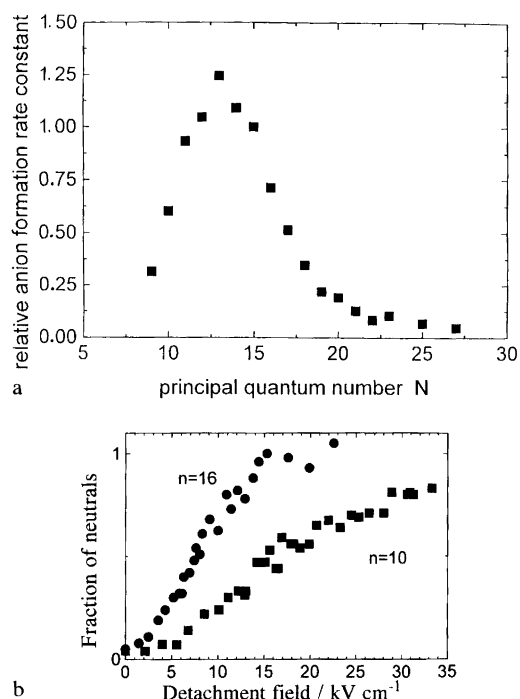 relative anion formation rate constant
1.50
1.25
1.00
0.75
0.50
0.25
0.00
5 10 15 20 25 30
a principal quantum number N
Fraction of neutrals
1
n=16
n=10
0
0 5 10 15 20 25 30 35
b Detachment field / kV cm⁻¹